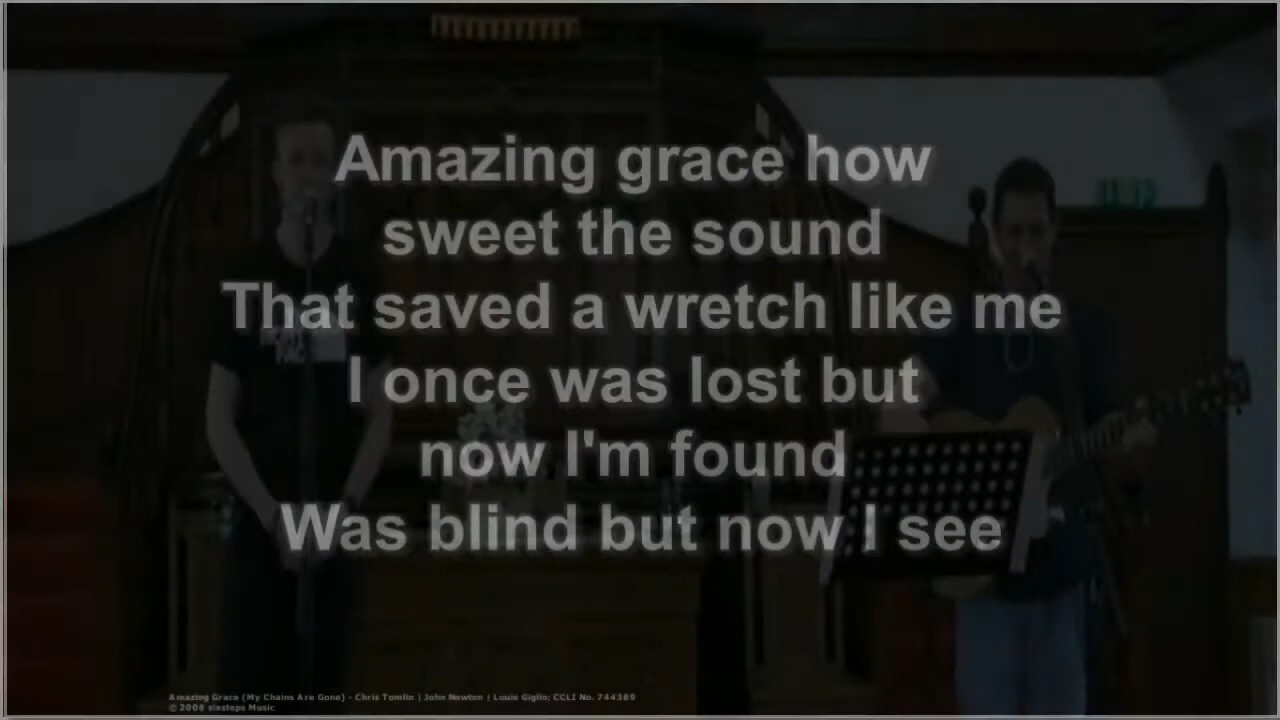 Amazing grace how
sweet the sound
That saved a wretch like me
I once was lost but
now I'm found
Was blind but now I see
Amazing Grace (My Chains Are Gone) - Chris Tomlin | John Newton | Louie Giglio; CCLI No. 744389
© 2006 sixsteps Music